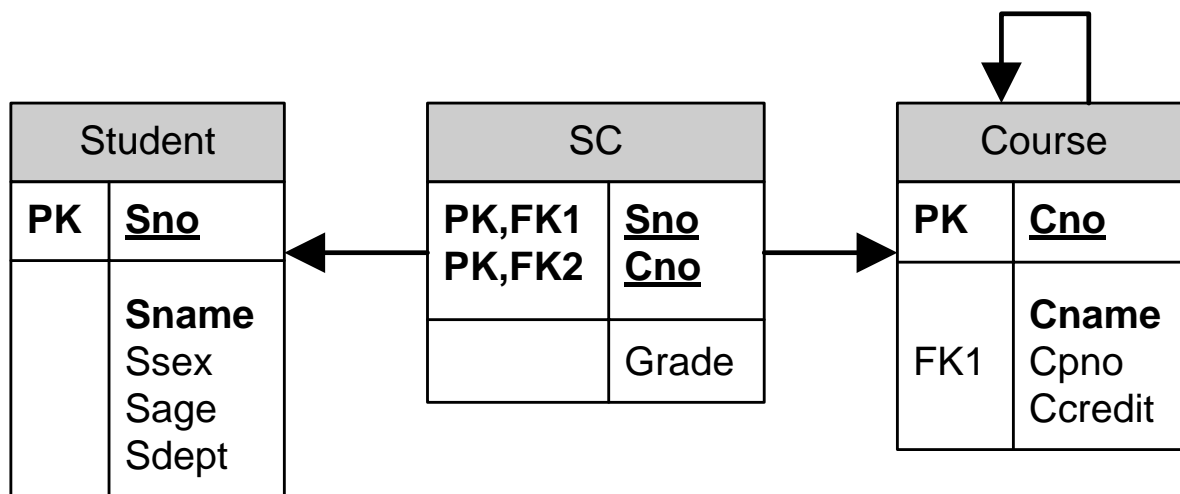 Student
PK Sno
Sname
Ssex
Sage
Sdept
SC
PK,FK1 Sno
PK,FK2 Cno
Grade
Course
PK Cno
Cname
FK1 Cpno
Ccredit